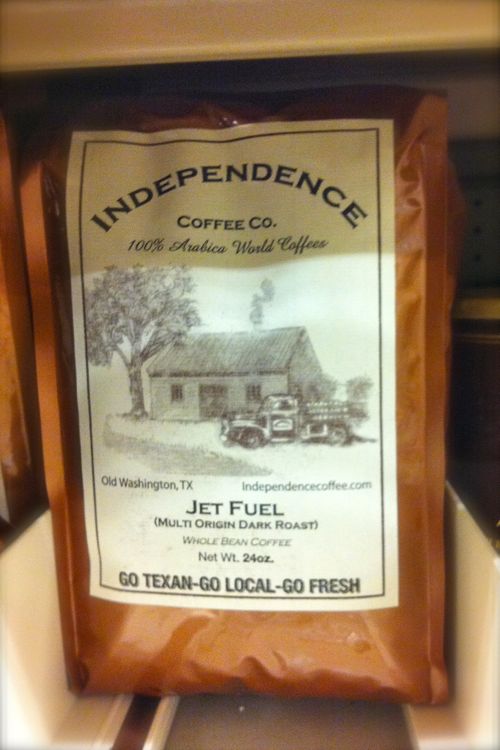 INDEPENDENCE
COFFEE CO.
100% Arabica World Coffees
Old Washington, TX
Independencecoffee.com
JET FUEL
(MULTI ORIGIN DARK ROAST)
WHOLE BEAN COFFEE
Net Wt. 24oz.
GO TEXAN-GO LOCAL-GO FRESH